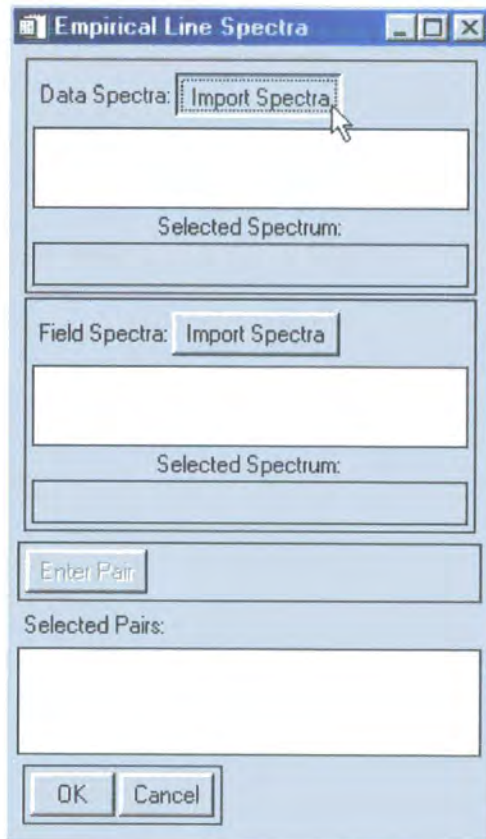 Empirical Line Spectra
Data Spectra: Import Spectra
Selected Spectrum:
Field Spectra: Import Spectra
Selected Spectrum:
Enter Pair
Selected Pairs:
OK Cancel